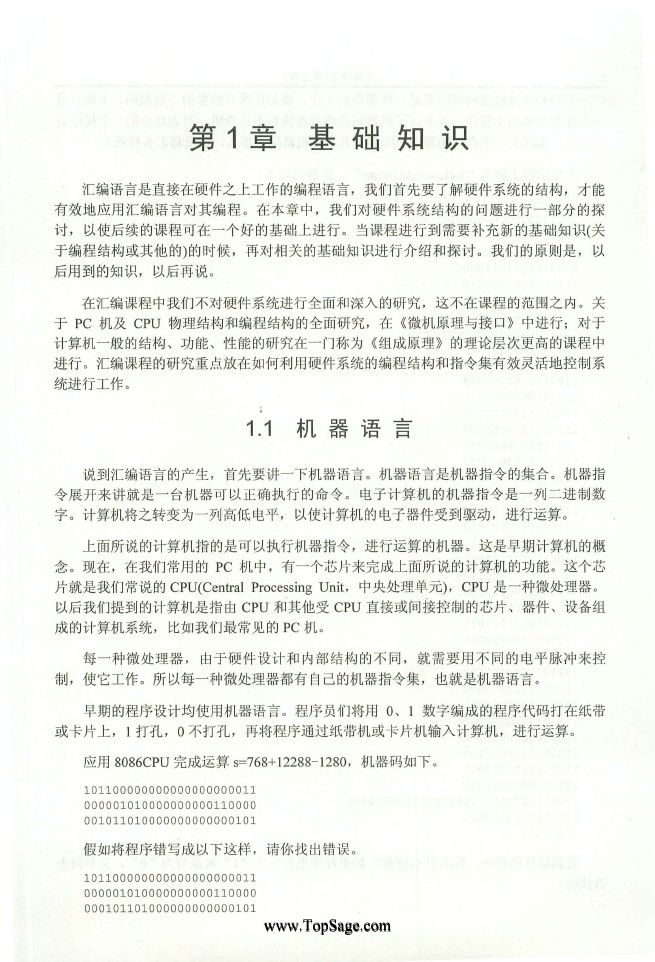 第 1 章 基 础 知 识
汇编语言是直接在硬件之上工作的编程语言，我们首先要了解硬件系统的结构，才能
有效地应用汇编语言对其编程。在本章中，我们对硬件系统结构的问题进行一部分的探
讨，以使后续的课程可在一个好的基础上进行。当课程进行到需要补充新的基础知识(关
于编程结构或其他的)的时候，再对相关的基础知识进行介绍和探讨。我们的原则是，以
后用到的知识，以后再说。
在汇编课程中我们不对硬件系统进行全面和深入的研究，这不在课程的范围之内。关
于 PC 机及 CPU 物理结构和编程结构的全面研究，在《微机原理与接口》中进行；对于
计算机一般的结构、功能、性能的研究在一门称为《组成原理》的理论层次更高的课程中
进行。汇编课程的研究重点放在如何利用硬件系统的编程结构和指令集有效灵活地控制系
统进行工作。
1.1 机 器 语 言
说到汇编语言的产生，首先要讲一下机器语言。机器语言是机器指令的集合。机器指
令展开来讲就是一台机器可以正确执行的命令。电子计算机的机器指令是一列二进制数
字。计算机将之转变为一列高低电平，以使计算机的电子器件受到驱动，进行运算。
上面所说的计算机指的是可以执行机器指令，进行运算的机器。这是早期计算机的概
念。现在，在我们常用的 PC 机中，有一个芯片来完成上面所说的计算机的功能。这个芯
片就是我们常说的 CPU(Central Processing Unit，中央处理单元)，CPU 是一种微处理器。
以后我们提到的计算机是指由 CPU 和其他受 CPU 直接或间接控制的芯片、器件、设备组
成的计算机系统，比如我们最常见的 PC 机。
每一种微处理器，由于硬件设计和内部结构的不同，就需要用不同的电平脉冲来控
制，使它工作。所以每一种微处理器都有自己的机器指令集，也就是机器语言。
早期的程序设计均使用机器语言。程序员们将用 0、1 数字编成的程序代码打在纸带
或卡片上，1 打孔，0 不打孔，再将程序通过纸带机或卡片机输入计算机，进行运算。
应用 8086CPU 完成运算 s=768+12288-1280，机器码如下。
101100000000000000000011
000001010000000000110000
001011010000000000000101
假如将程序错写成以下这样，请你找出错误。
101100000000000000000011
000001010000000000110000
000101101000000000000101
www.TopSage.com